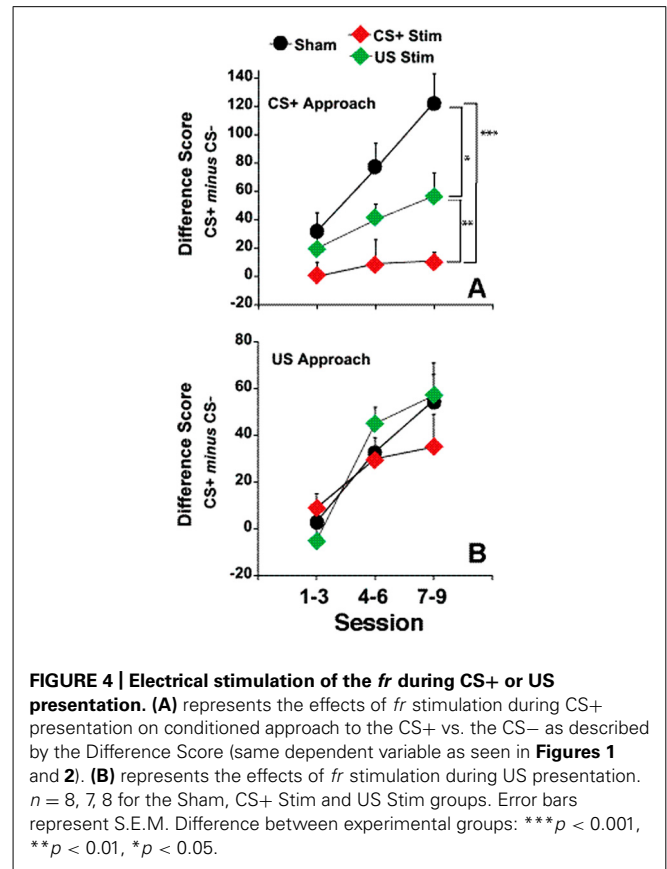 Sham
CS+ Stim
US Stim
CS+ Approach
Difference Score
CS+ minus CS-
140
120
100
80
60
40
20
0
-20
*
***
**
A
US Approach
Difference Score
CS+ minus CS-
80
60
40
20
0
-20
B
1-3 4-6 7-9
Session
FIGURE 4 | Electrical stimulation of the fr during CS+ or US
presentation. (A) represents the effects of fr stimulation during CS+
presentation on conditioned approach to the CS+ vs. the CS− as described
by the Difference Score (same dependent variable as seen in Figures 1
and 2). (B) represents the effects of fr stimulation during US presentation.
n = 8, 7, 8 for the Sham, CS+ Stim and US Stim groups. Error bars
represent S.E.M. Difference between experimental groups: ***p < 0.001,
**p < 0.01, *p < 0.05.